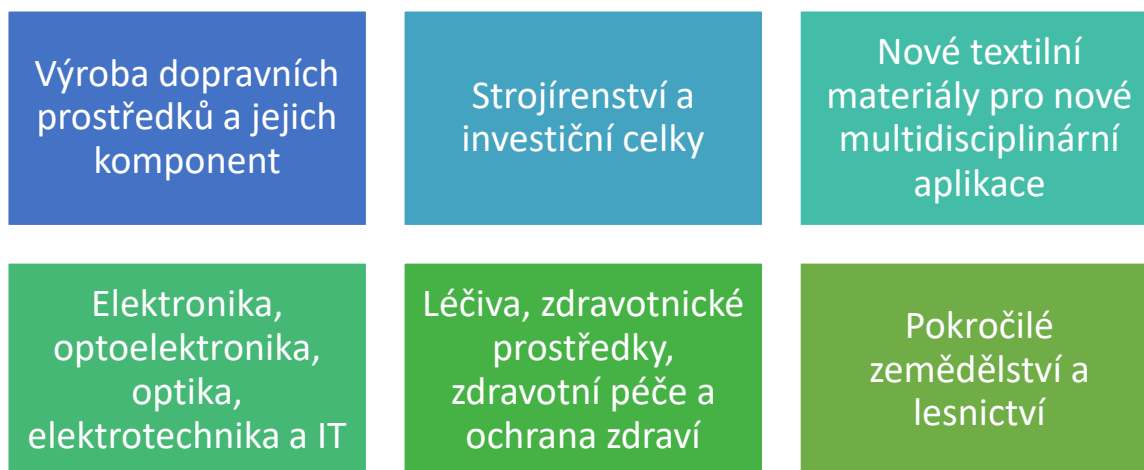 Výroba dopravních
prostředků a jejich
komponent
Strojírenství a
investiční celky
Nové textilní
materiály pro nové
multidisciplinární
aplikace
Elektronika,
optoelektronika,
optika,
elektrotechnika a IT
Léčiva, zdravotnické
prostředky,
zdravotní péče a
ochrana zdraví
Pokročilé
zemědělství a
lesnictví